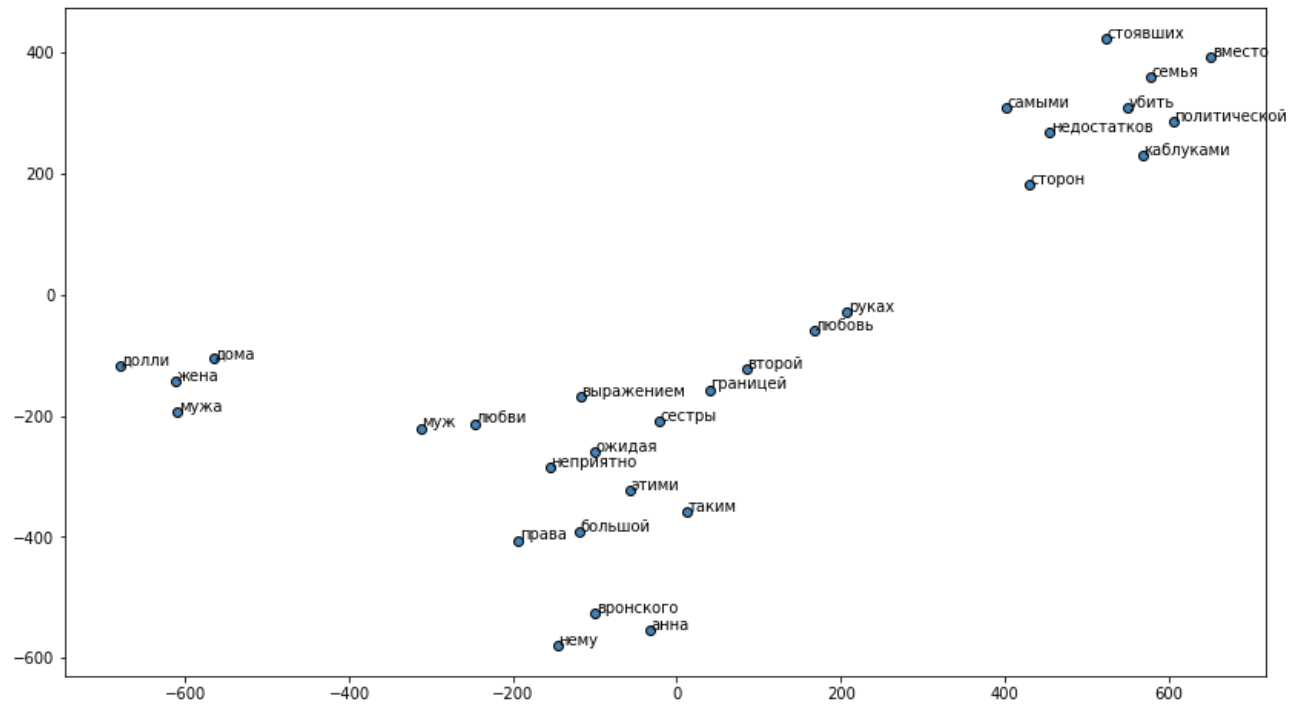 400
200
0
−200
−400
−600
стоявших
вместо
семья
самыми
убить
политической
недостатков
каблуками
сторон
руках
любовь
долли
дома
второй
жена
границей
выражением
мужа
сестры
муж
любви
ожидая
неприятно
этими
таким
большой
права
вронского
анна
нему
−600
−400
−200
0
200
400
600